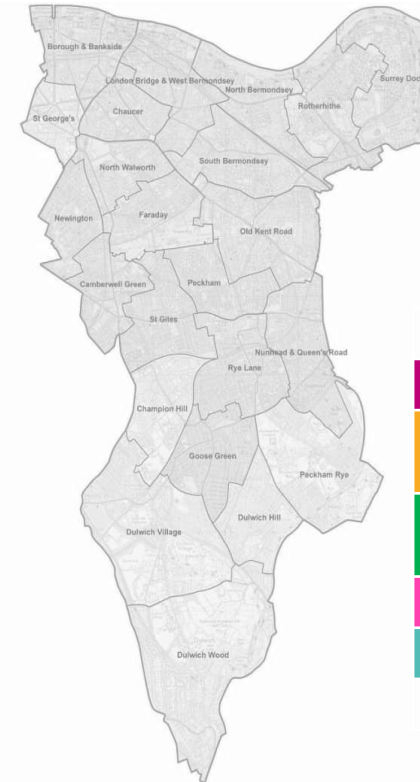 Borough & Bankside
London Bridge & West Bermondsey
North Bermondsey
Surrey Doc
Rotherhithe
Chaucer
St George's
South Bermondsey
North Walworth
Faraday
Newington
Old Kent Road
Camberwell Green
Peckham
St Giles
Nunhead & Queen's Road
Rye Lane
Champion Hill
Goose Green
Peckham Rye
Dulwich Hill
Dulwich Village
Dulwich Wood